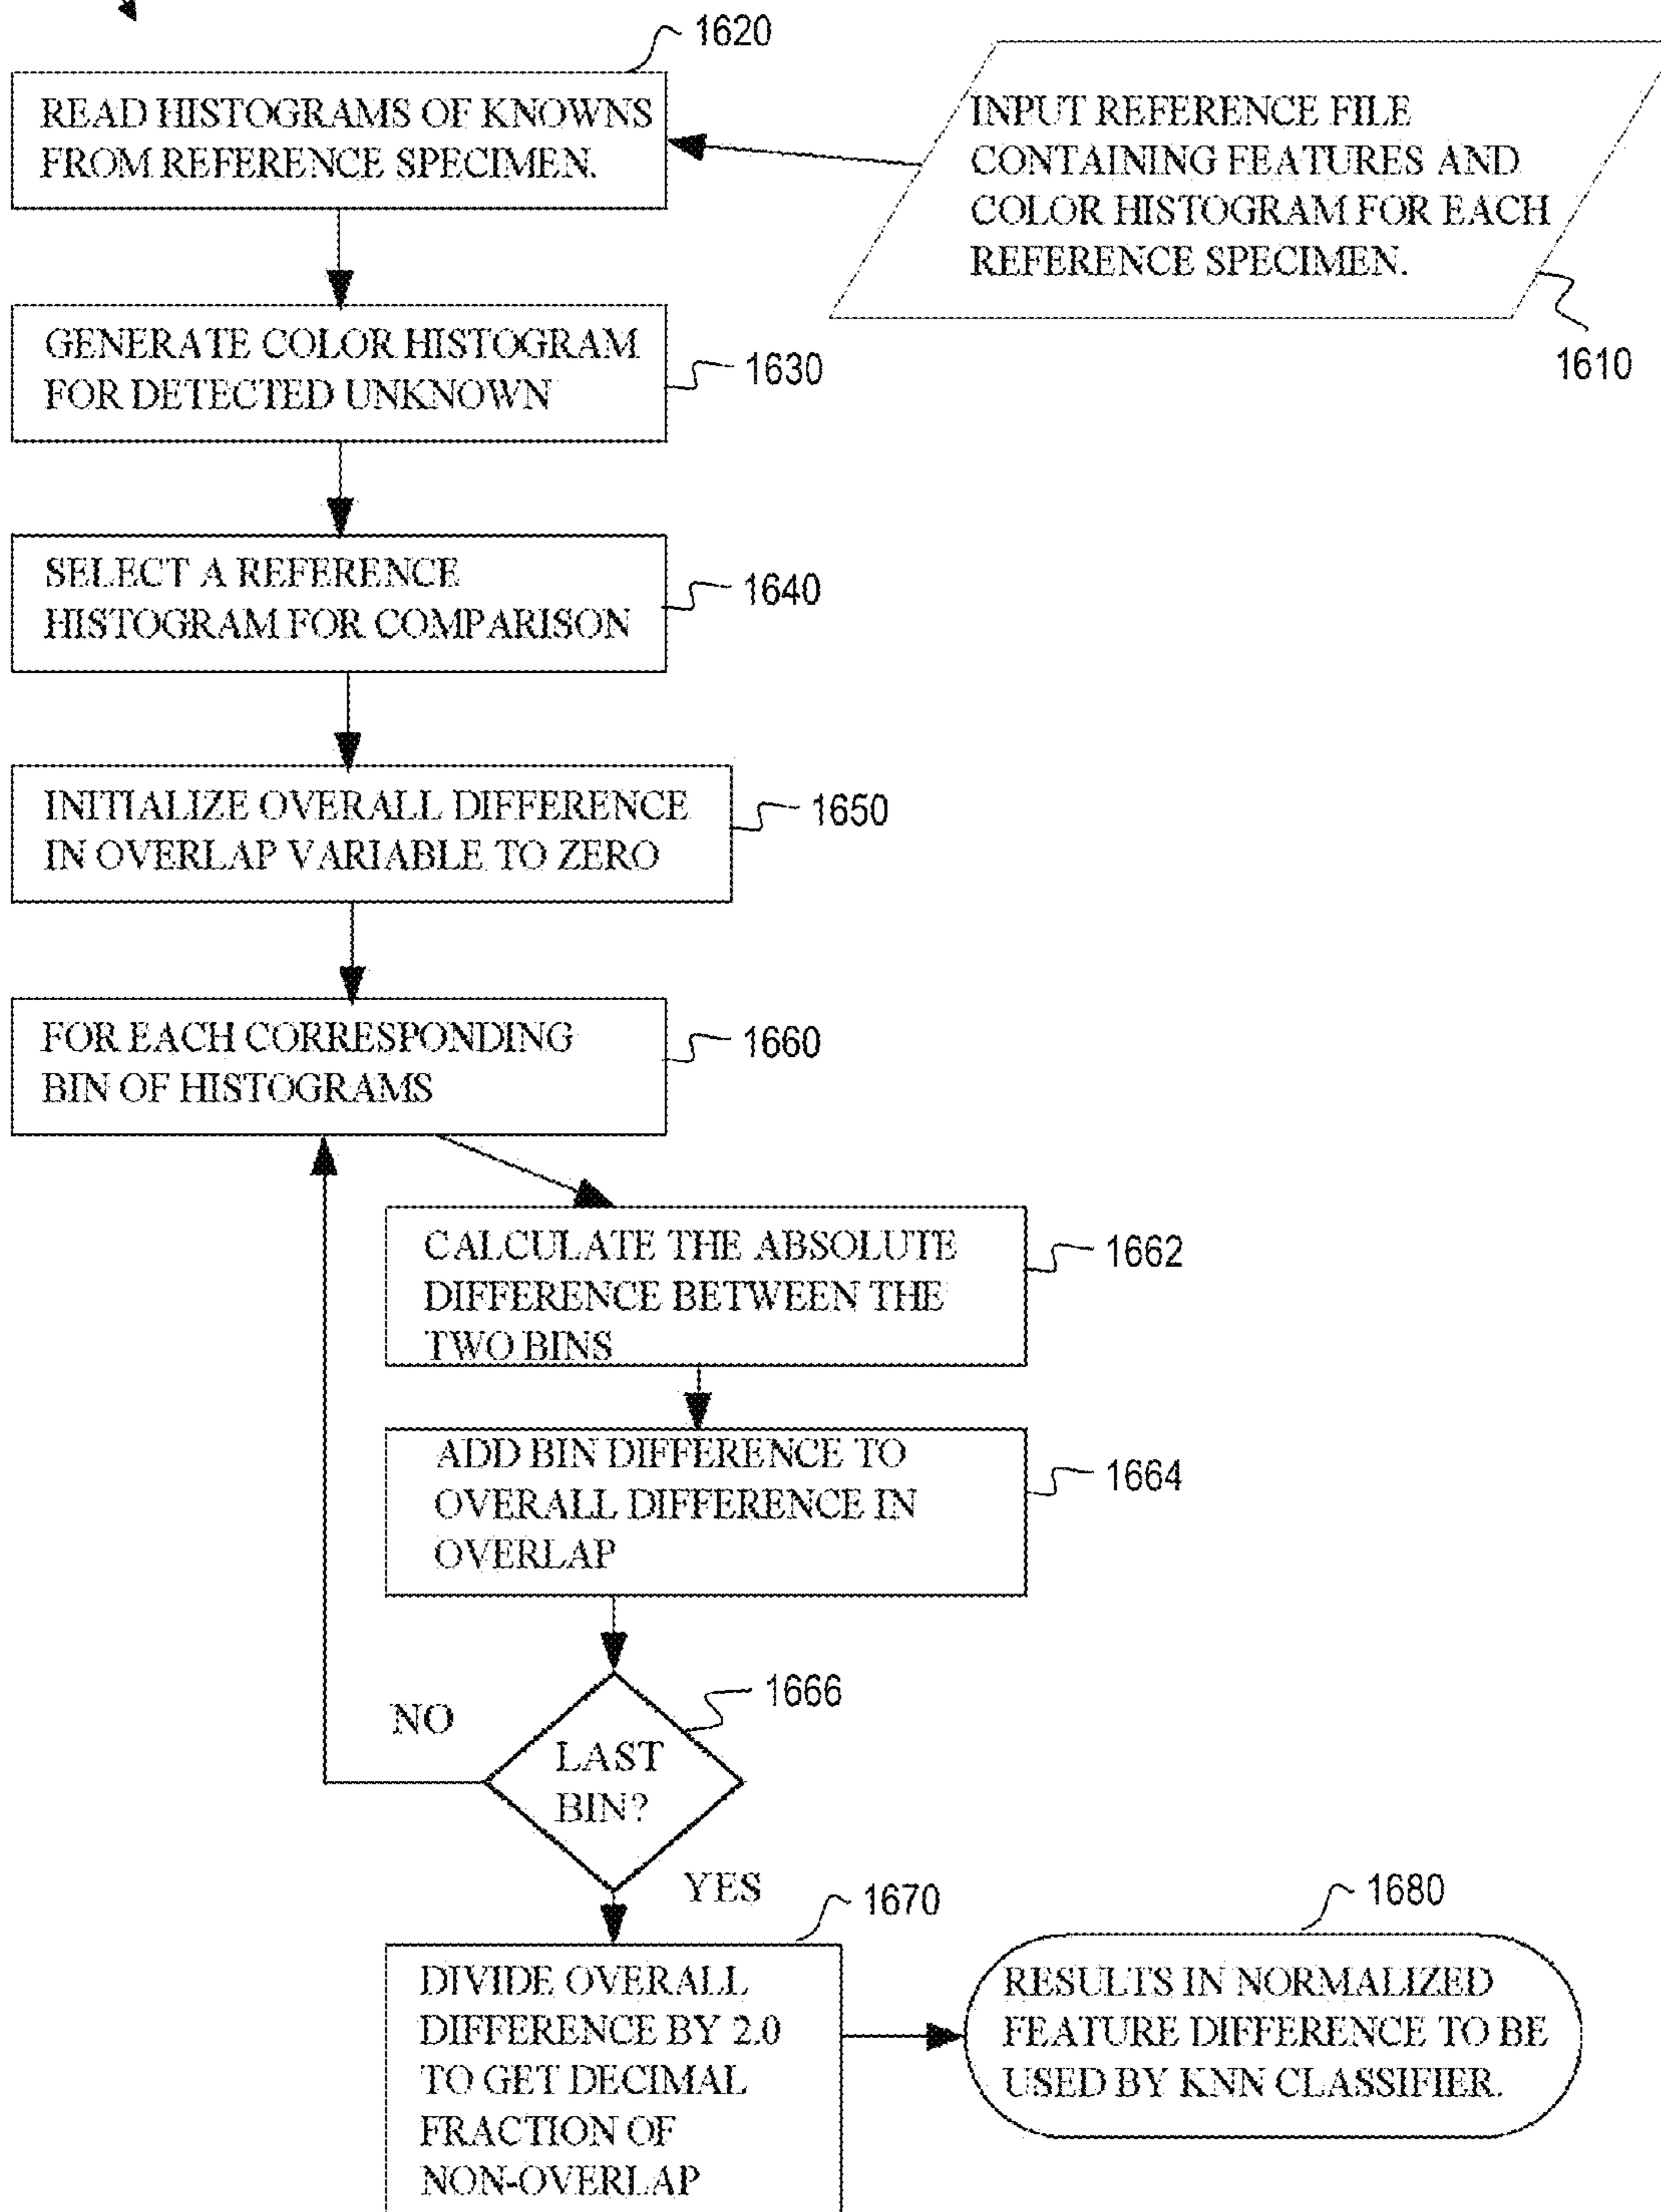 1620
READ HISTOGRAMS OF KNOWNS
FROM REFERENCE SPECIMEN.
INPUT REFERENCE FILE
CONTAINING FEATURES AND
COLOR HISTOGRAM FOR EACH
REFERENCE SPECIMEN.
1610
GENERATE COLOR HISTOGRAM
FOR DETECTED UNKNOWN
1630
SELECT A REFERENCE
HISTOGRAM FOR COMPARISON
1640
INITIALIZE OVERALL DIFFERENCE
IN OVERLAP VARIABLE TO ZERO
1650
FOR EACH CORRESPONDING
BIN OF HISTOGRAMS
1660
CALCULATE THE ABSOLUTE
DIFFERENCE BETWEEN THE
TWO BINS
1662
ADD BIN DIFFERENCE TO
OVERALL DIFFERENCE IN
OVERLAP
1664
1666
NO
LAST
BIN?
YES
1670
DIVIDE OVERALL
DIFFERENCE BY 2.0
TO GET DECIMAL
FRACTION OF
NON-OVERLAP
1680
RESULTS IN NORMALIZED
FEATURE DIFFERENCE TO BE
USED BY KNN CLASSIFIER.